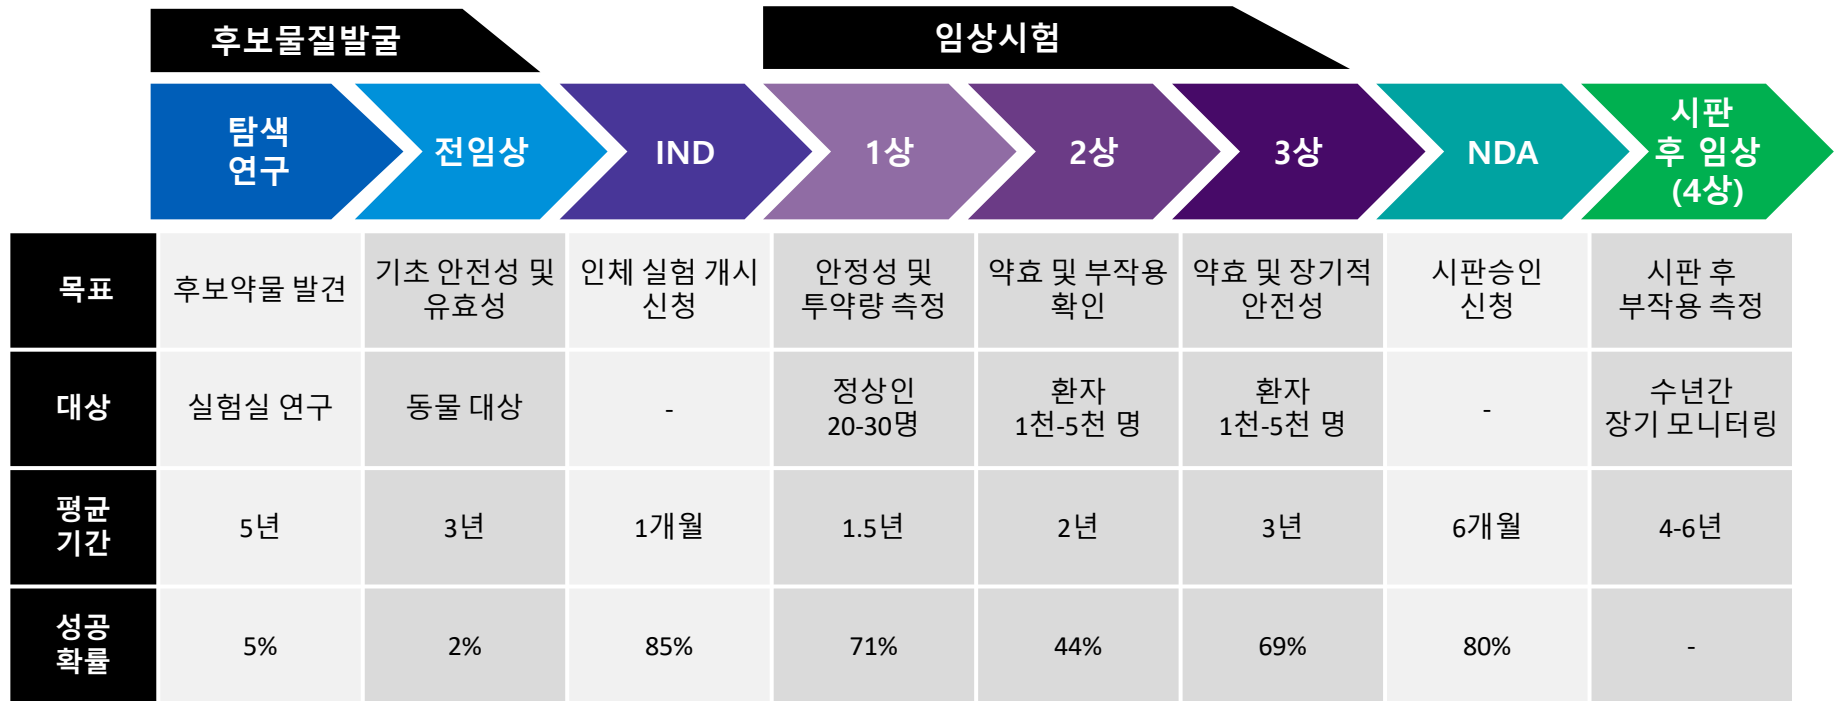 후보물질발굴
임상시험
탐색
연구
전임상
IND
1상
2상
3상
NDA
시판
후 임상
(4상)
목표
후보약물 발견
기초 안전성 및
유효성
인체 실험 개시
신청
안정성 및
투약량 측정
약효 및 부작용
확인
약효 및 장기적
안전성
시판승인
신청
시판 후
부작용 측정
대상
실험실 연구
동물 대상
-
정상인
20-30명
환자
1천-5천 명
환자
1천-5천 명
-
수년간
장기 모니터링
평균
기간
5년
3년
1개월
1.5년
2년
3년
6개월
4-6년
성공
확률
5%
2%
85%
71%
44%
69%
80%
-